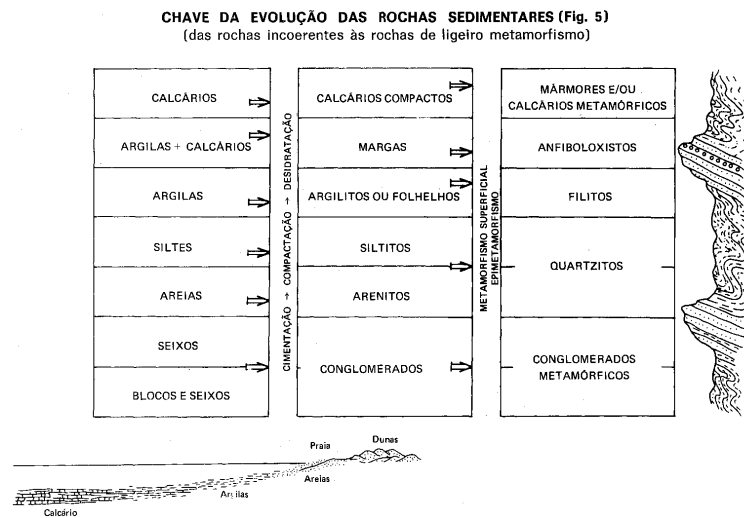 CHAVE DA EVOLUÇÃO DAS ROCHAS SEDIMENTARES (Fig. 5)
(das rochas incoerentes às rochas de ligeiro metamorfismo)
CALCÁRIOS
ARGILAS + CALCÁRIOS
ARGILAS
SILTES
AREIAS
SEIXOS
BLOCOS E SEIXOS
CIMENTAÇÃO → COMPACTAÇÃO → DESIDRATAÇÃO
CALCÁRIOS COMPACTOS
MARGAS
ARGILITOS OU FOLHELHOS
SILTITOS
ARENITOS
CONGLOMERADOS
METAMORFISMO SUPERFICIAL
EPIMETAMORFISMO
MÁRMORES E/OU
CALCÁRIOS METAMÓRFICOS
ANFIBOLOXISTOS
FILITOS
QUARTZITOS
CONGLOMERADOS
METAMÓRFICOS
Dunas
Praia
Areias
Argilas
Calcário